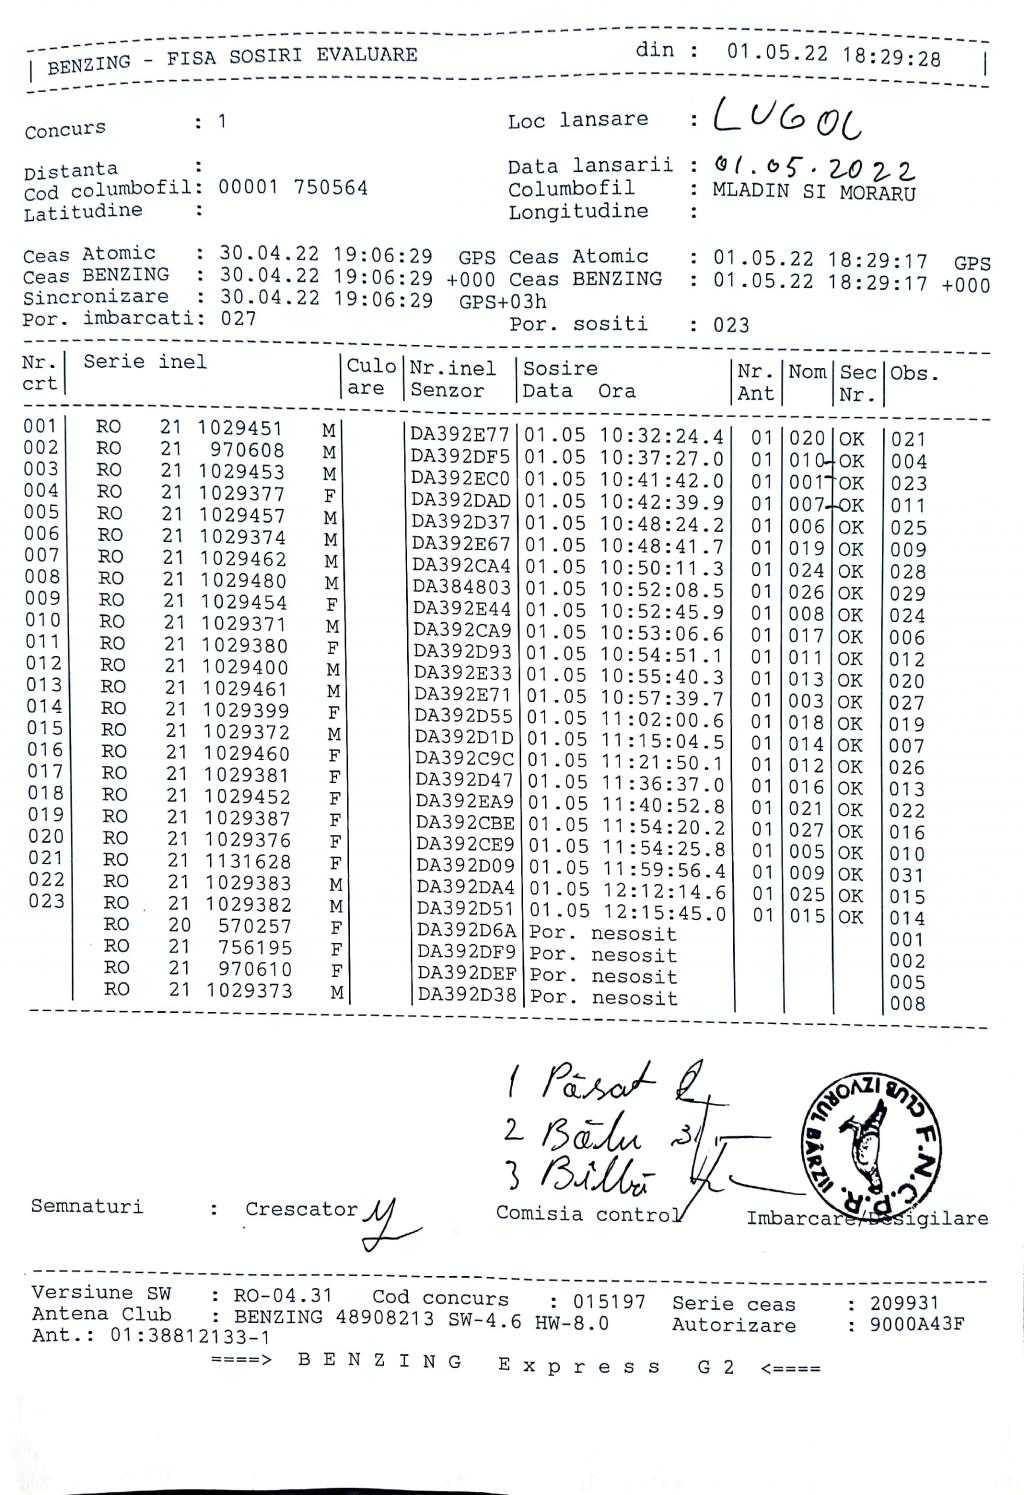 BENZING - FISA SOSIRI EVALUARE din : 01.05.22 18:29:28
Concurs : 1 Loc lansare : LUGOJ
Distanta : Data lansarii : 01.05.2022
Cod columbofil: 00001 750564 Columbofil : MLADIN SI MORARU
Latitudine : Longitudine :
Ceas Atomic : 30.04.22 19:06:29 GPS Ceas Atomic : 01.05.22 18:29:17 GPS
Ceas BENZING : 30.04.22 19:06:29 +000 Ceas BENZING : 01.05.22 18:29:17 +000
Sincronizare : 30.04.22 19:06:29 GPS+03h
Por. imbarcati: 027 Por. sositi : 023
Nr. Serie inel Culo Nr.inel Sosire Nr. Nom Sec Obs.
crt are Senzor Data Ora Ant Nr.
001 RO 21 1029451 M DA392E77 01.05 10:32:24.4 01 020 OK 021
002 RO 21 970608 M DA392DF5 01.05 10:37:27.0 01 010 OK 004
003 RO 21 1029453 M DA392EC0 01.05 10:41:42.0 01 001 OK 023
004 RO 21 1029377 F DA392DAD 01.05 10:42:39.9 01 007 OK 011
005 RO 21 1029457 M DA392D37 01.05 10:48:24.2 01 006 OK 025
006 RO 21 1029374 M DA392E67 01.05 10:48:41.7 01 019 OK 009
007 RO 21 1029462 M DA392CA4 01.05 10:50:11.3 01 024 OK 028
008 RO 21 1029480 M DA384803 01.05 10:52:08.5 01 026 OK 029
009 RO 21 1029454 F DA392E44 01.05 10:52:45.9 01 008 OK 024
010 RO 21 1029371 M DA392CA9 01.05 10:53:06.6 01 017 OK 006
011 RO 21 1029380 F DA392D93 01.05 10:54:51.1 01 011 OK 012
012 RO 21 1029400 M DA392E33 01.05 10:55:40.3 01 013 OK 020
013 RO 21 1029461 M DA392E71 01.05 10:57:39.7 01 003 OK 027
014 RO 21 1029399 F DA392D55 01.05 11:02:00.6 01 018 OK 019
015 RO 21 1029372 M DA392D1D 01.05 11:15:04.5 01 014 OK 007
016 RO 21 1029460 F DA392C9C 01.05 11:21:50.1 01 012 OK 026
017 RO 21 1029381 F DA392D47 01.05 11:36:37.0 01 016 OK 013
018 RO 21 1029452 F DA392EA9 01.05 11:40:52.8 01 021 OK 022
019 RO 21 1029387 F DA392CBE 01.05 11:54:20.2 01 027 OK 016
020 RO 21 1029376 F DA392CE9 01.05 11:54:25.8 01 005 OK 010
021 RO 21 1131628 F DA392D09 01.05 11:59:56.4 01 009 OK 031
022 RO 21 1029383 M DA392DA4 01.05 12:12:14.6 01 025 OK 015
023 RO 21 1029382 M DA392D51 01.05 12:15:45.0 01 015 OK 014
RO 20 570257 F DA392D6A Por. nesosit 001
RO 21 756195 F DA392DF9 Por. nesosit 002
RO 21 970610 F DA392DEF Por. nesosit 005
RO 21 1029373 M DA392D38 Por. nesosit 008
1 Păsat
2 Bălu
3 Bîlbă
F.N.C.P.R. CLUB IZVORUL BÂRZII
Semnaturi : Crescator Comisia control Imbarcare/Desigilare
Versiune SW : RO-04.31 Cod concurs : 015197 Serie ceas : 209931
Antena Club : BENZING 48908213 SW-4.6 HW-8.0 Autorizare : 9000A43F
Ant.: 01:38812133-1
====> B E N Z I N G E x p r e s s G 2 <====